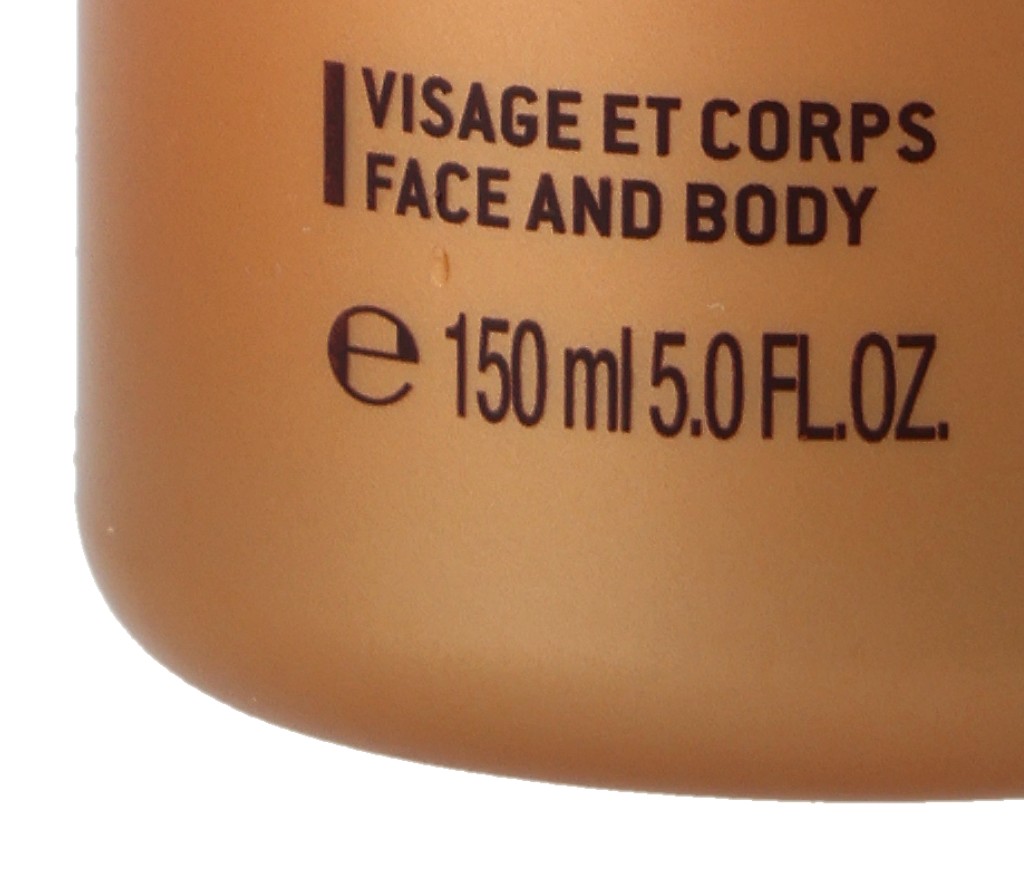 VISAGE ET CORPS
FACE AND BODY
℮ 150 ml 5.0 FL.OZ.